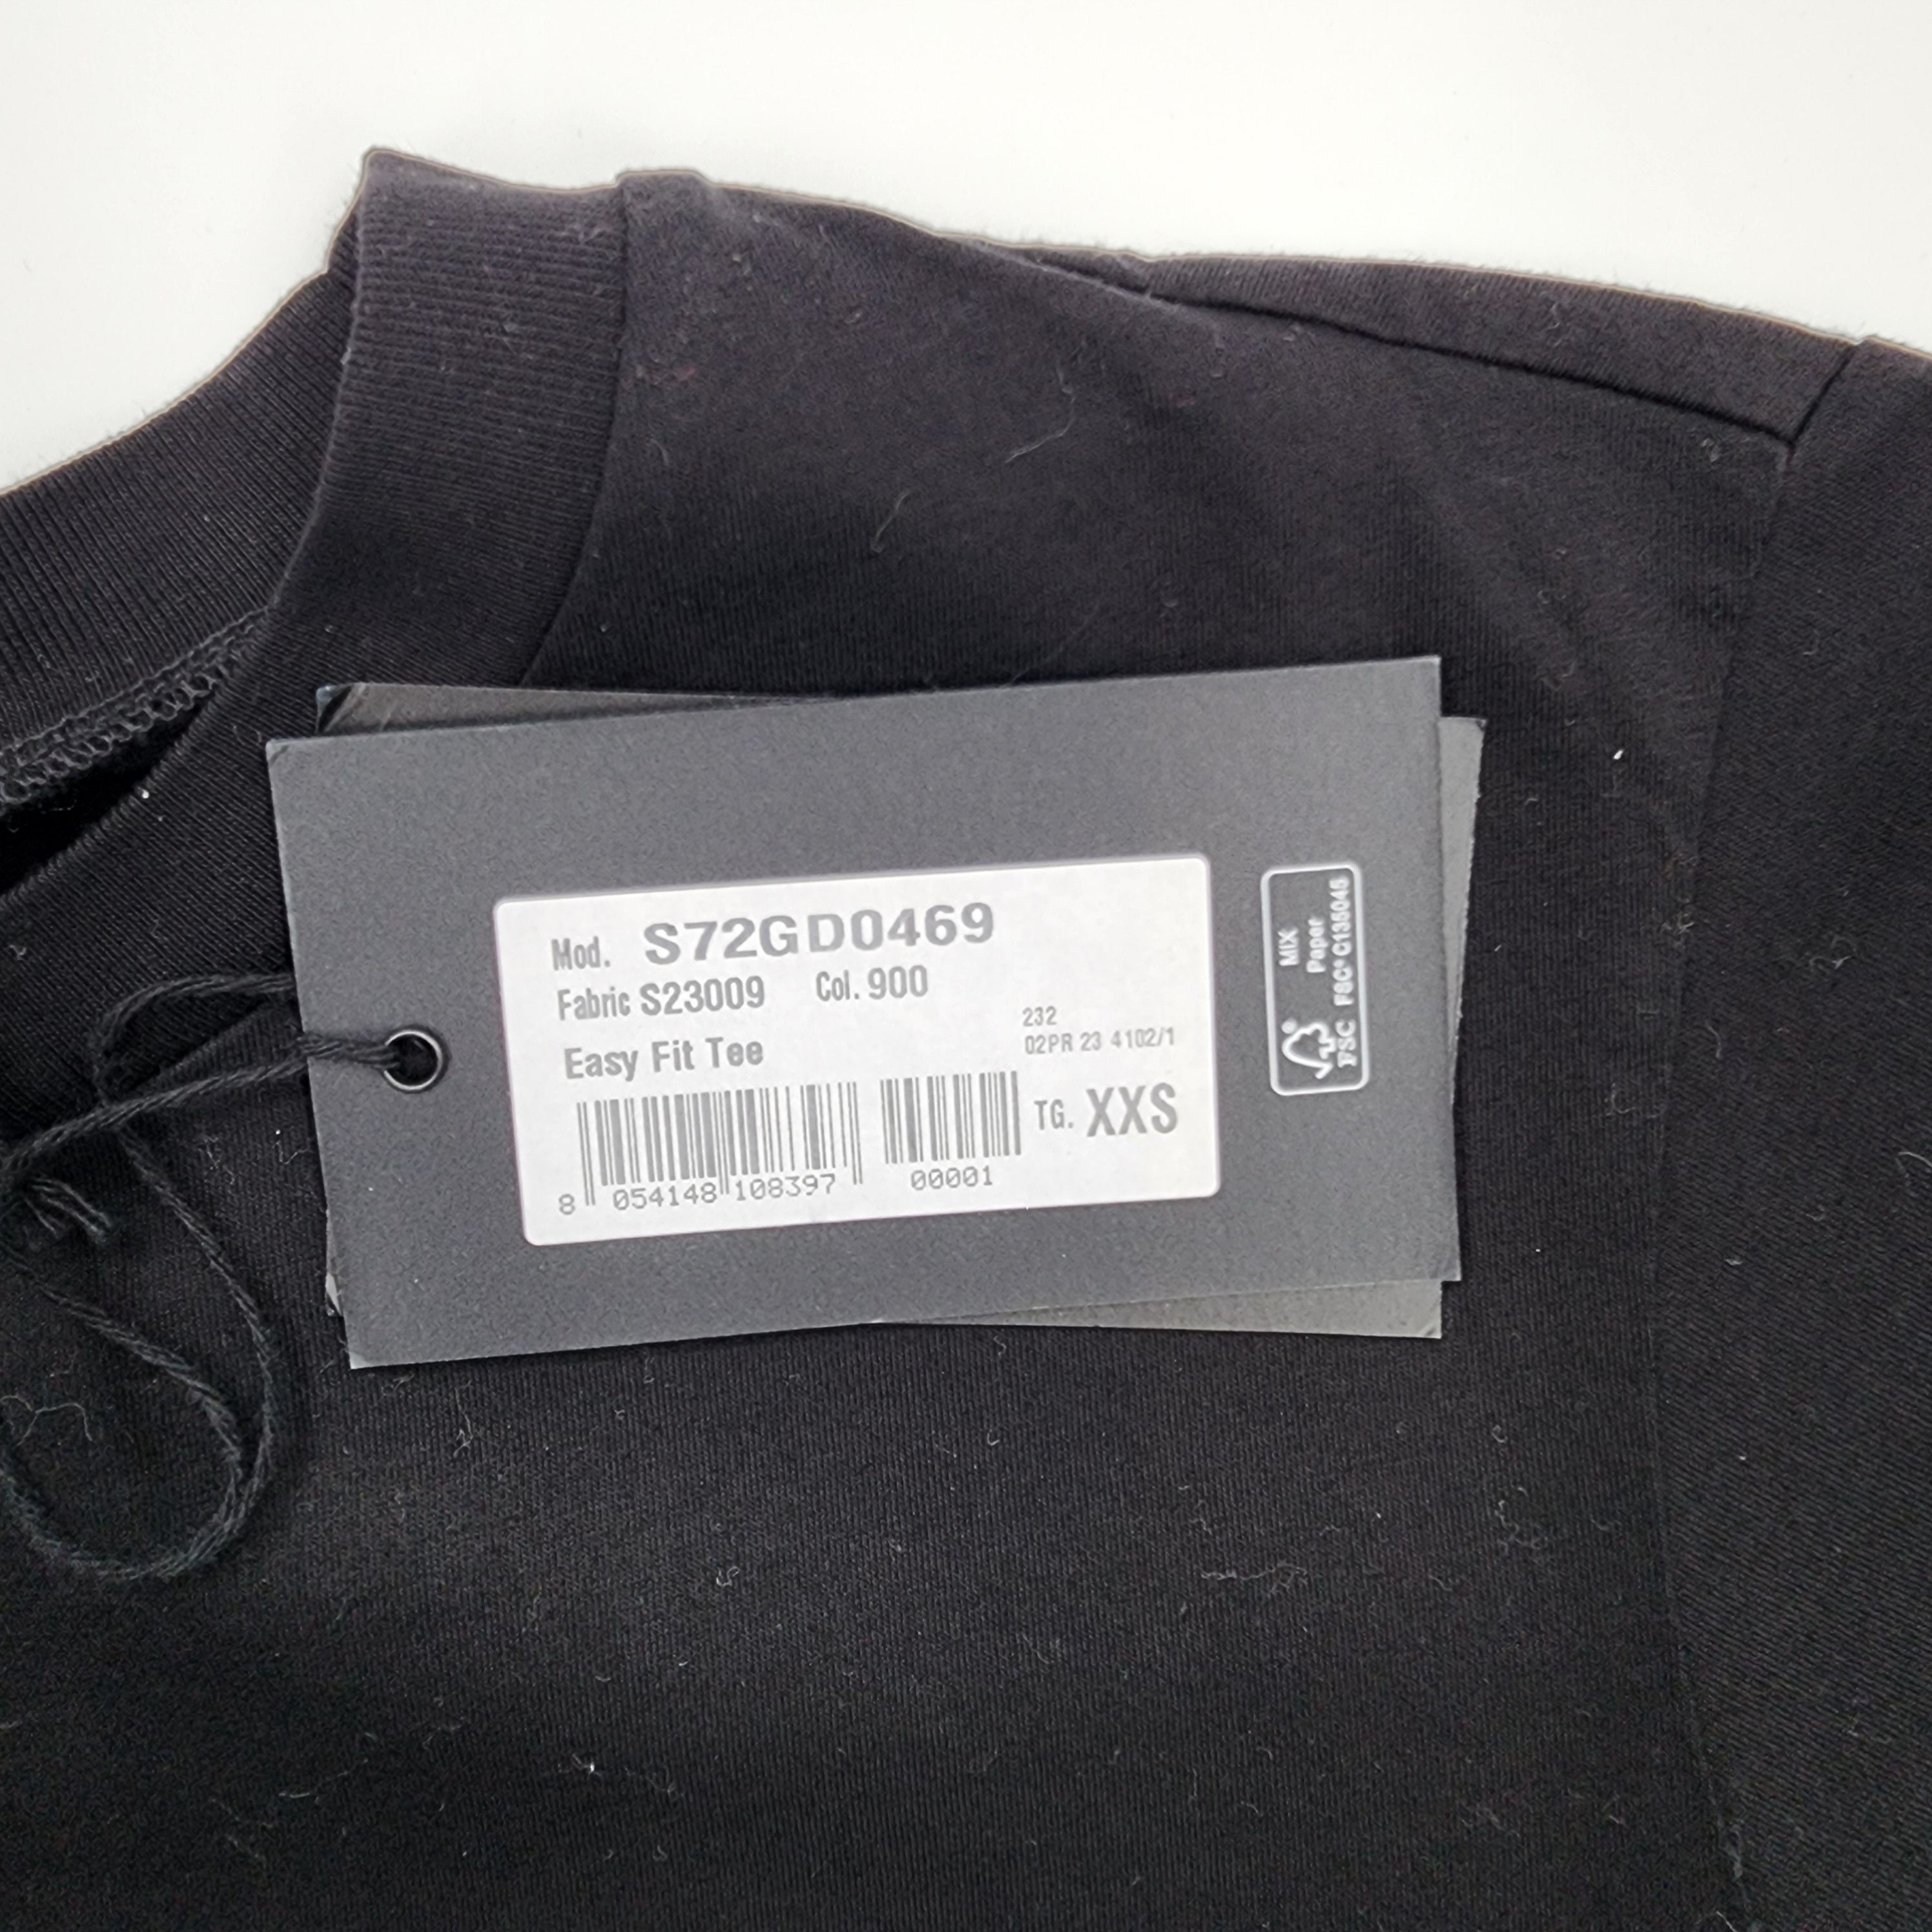 Mod. S72GD0469
Fabric S23009 Col. 900
232
Easy Fit Tee 02PR 23 4102/1
TG. XXS
8 054148 108397 00001
MIX
Paper
FSC® C135045
FSC